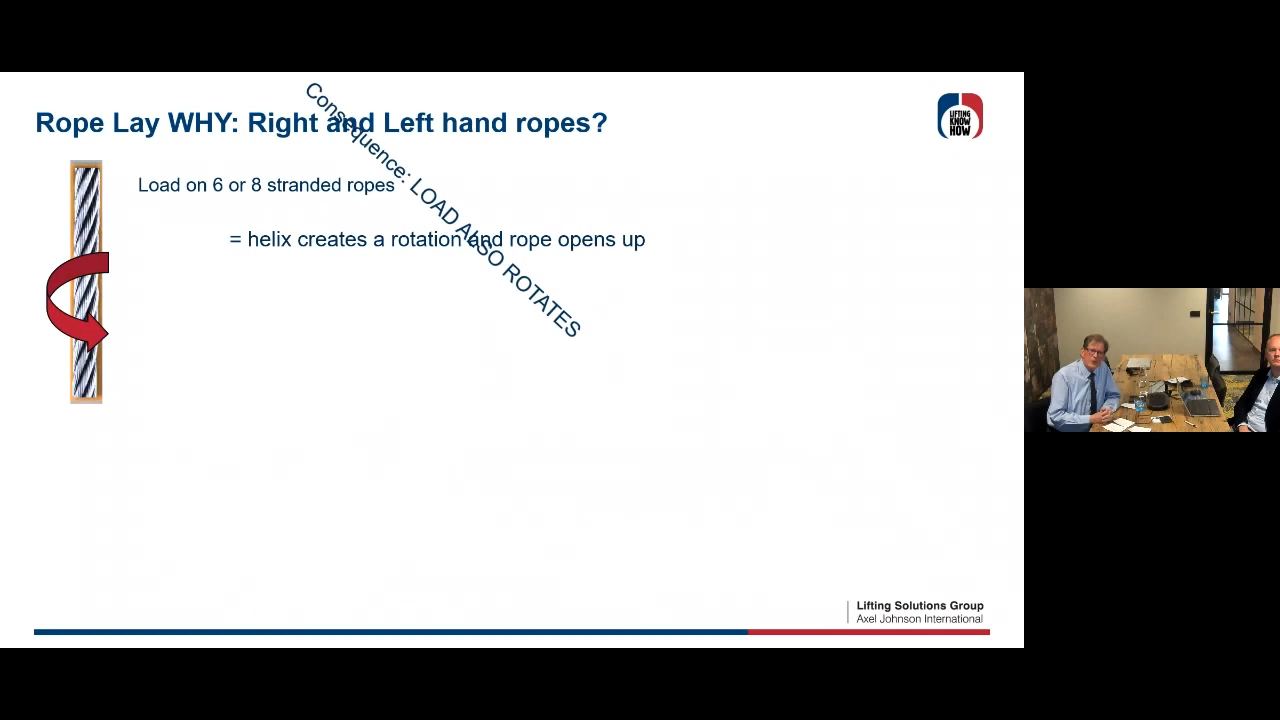 Rope Lay WHY: Right and Left hand ropes?
LIFTING
KNOW
HOW
Consequence: LOAD ALSO ROTATES
Load on 6 or 8 stranded ropes
= helix creates a rotation and rope opens up
Lifting Solutions Group
Axel Johnson International